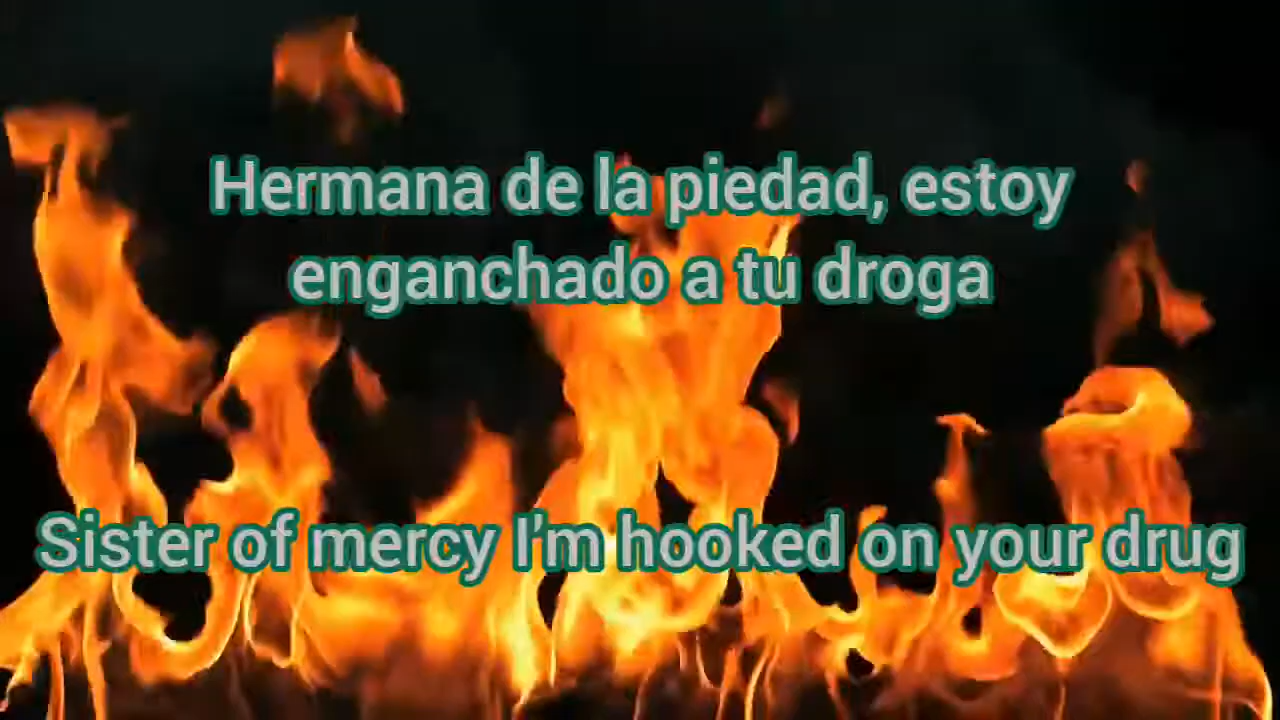 Hermana de la piedad, estoy
enganchado a tu droga
Sister of mercy I'm hooked on your drug